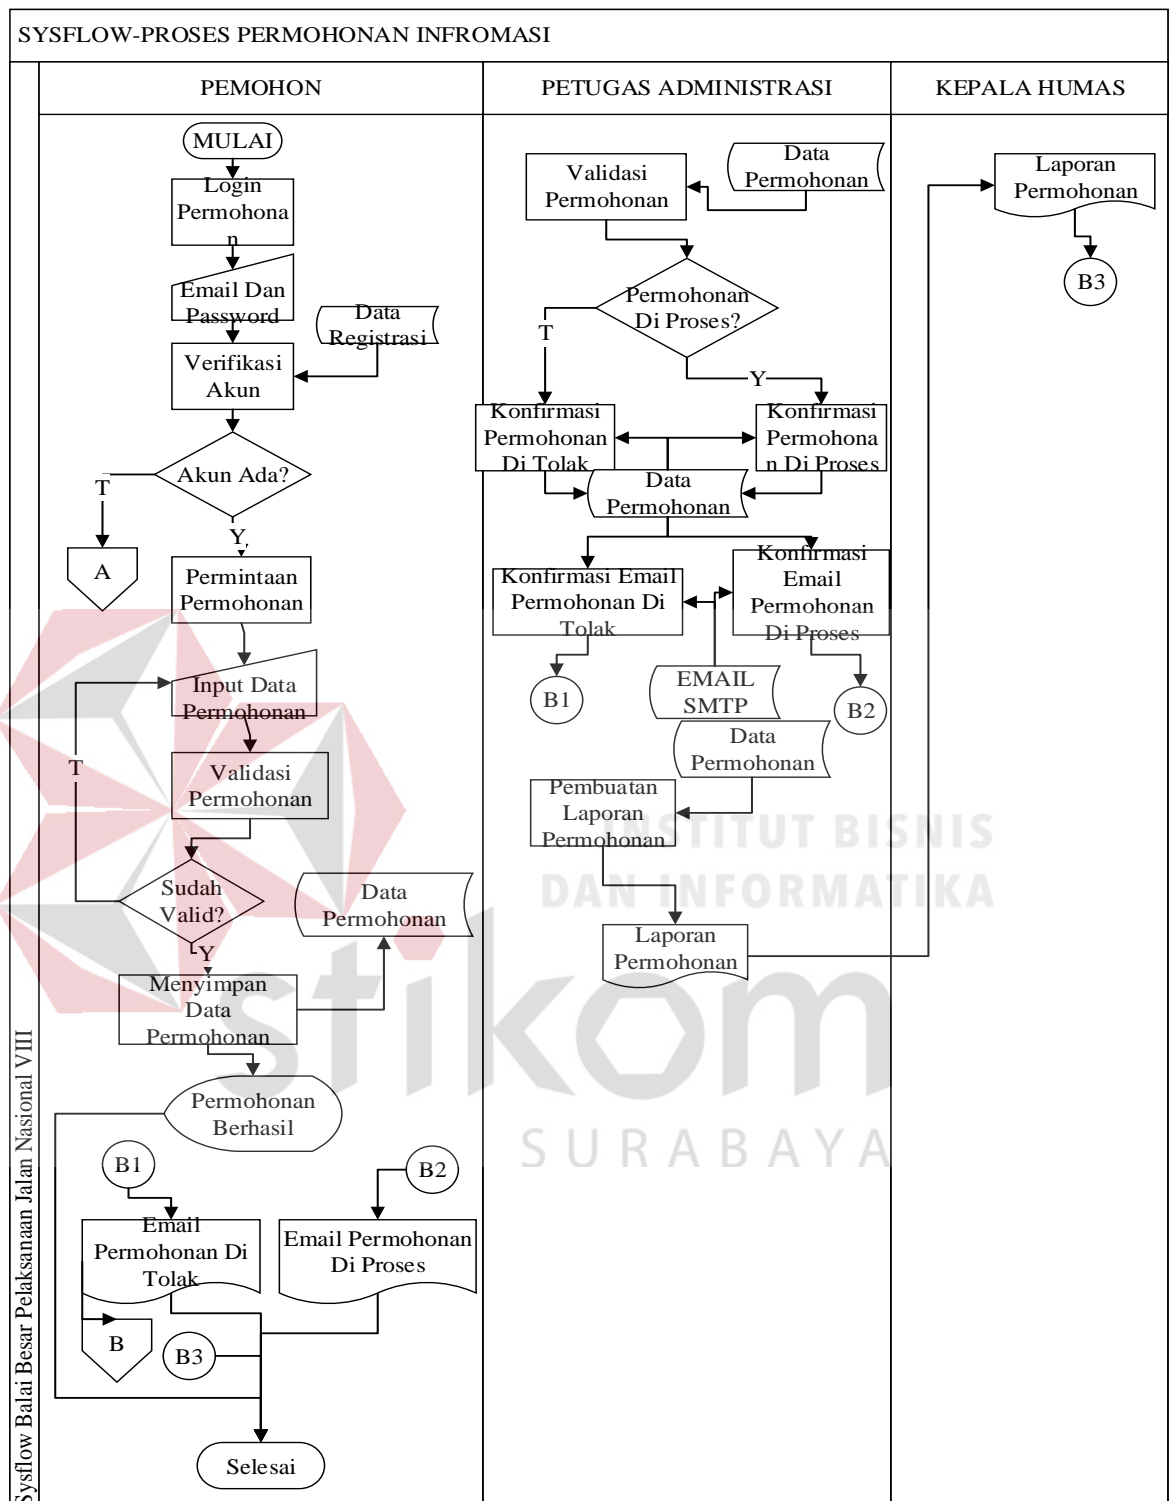 SYSFLOW-PROSES PERMOHONAN INFROMASI
PEMOHON
PETUGAS ADMINISTRASI
KEPALA HUMAS
Sysflow Balai Besar Pelaksanaan Jalan Nasional VIII
MULAI
Login
Permohona
n
Email Dan
Password
Data
Registrasi
Verifikasi
Akun
Akun Ada?
T
Y
A
Permintaan
Permohonan
Input Data
Permohonan
T
Validasi
Permohonan
Sudah
Valid?
Y
Data
Permohonan
Menyimpan
Data
Permohonan
Permohonan
Berhasil
B1
B2
Email
Permohonan Di
Tolak
Email Permohonan
Di Proses
B
B3
Selesai
Validasi
Permohonan
Data
Permohonan
Permohonan
Di Proses?
T
Y
Konfirmasi
Permohonan
Di Tolak
Konfirmasi
Permohona
n Di Proses
Data
Permohonan
Konfirmasi Email
Permohonan Di
Tolak
Konfirmasi
Email
Permohonan
Di Proses
B1
EMAIL
SMTP
B2
Data
Permohonan
Pembuatan
Laporan
Permohonan
Laporan
Permohonan
Laporan
Permohonan
B3
INSTITUT BISNIS
DAN INFORMATIKA
stikom
SURABAYA